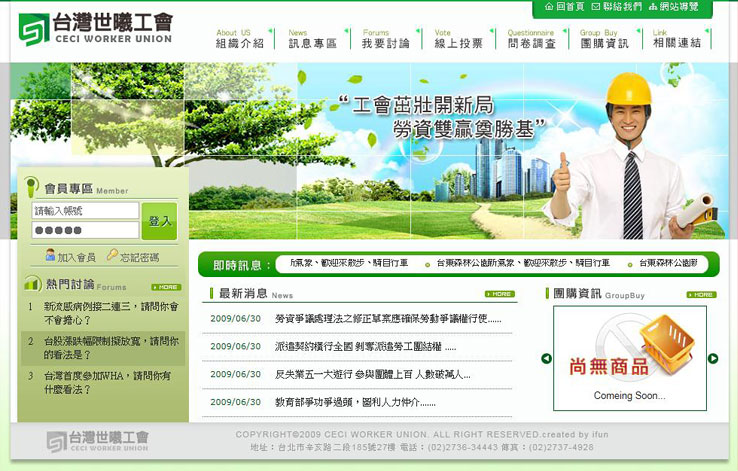 回首頁 聯絡我們 網站導覽
台灣世曦工會
CECI WORKER UNION
About US News Forums Vote Questionnaire Group Buy Link
組織介紹 訊息專區 我要討論 線上投票 問卷調查 團購資訊 相關連結
“工會茁壯開新局
勞資雙贏奠勝基”
會員專區 Member
請輸入帳號
登入
加入會員 忘記密碼
即時訊息：
氛氣象、歡迎來散步、騎自行車 台東森林公園新氣象、歡迎來散步、騎自行車 台東森林公園新
熱門討論 Forums MORE
1 新流感病例接二連三，請問你會
不會擔心？
2 台股漲跌幅限制擬放寬，請問你
的看法是？
3 台灣首度參加WHA，請問你有
什麼看法？
最新消息 News MORE
2009/06/30 勞資爭議處理法之修正草案應確保勞動爭議權行使......
2009/06/30 派遣契約橫行全國 剝奪派遣勞工團結權 .....
2009/06/30 反失業五一大遊行 參與團體上百 人數破萬人...
2009/06/30 教育部爭功爭過頭，圖利人力仲介.......
團購資訊 GroupBuy MORE
尚無商品
Comeing Soon...
台灣世曦工會
CECI WORKER UNION
COPYRIGHT©2009 CECI WORKER UNION. ALL RIGHT RESERVED.created by ifun
地址：台北市辛亥路二段185號27樓 電話：(02)2736-34443 傳真：(02)2737-4928